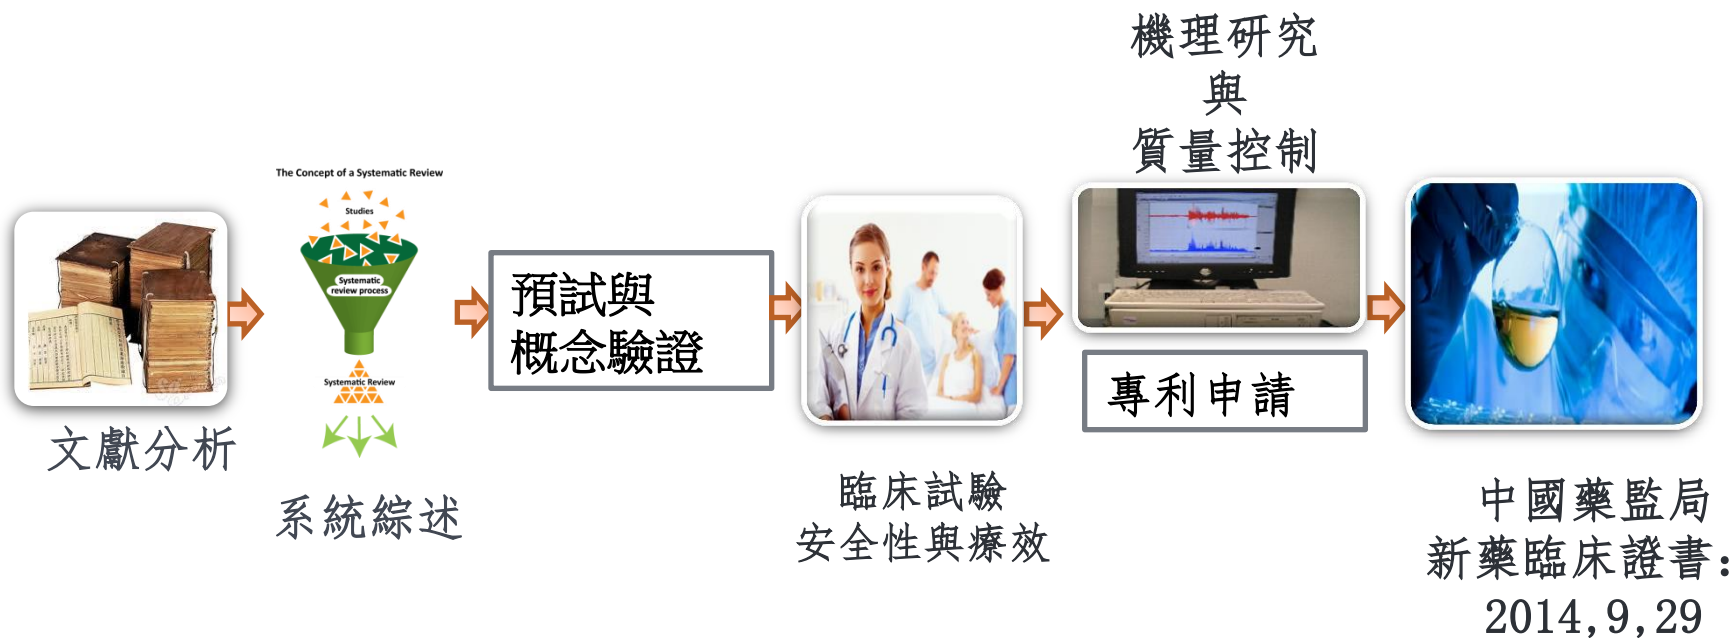 文獻分析
The Concept of a Systematic Review
Studies
Systematic
review process
Systematic Review
系統綜述
預試與
概念驗證
臨床試驗
安全性與療效
機理研究
與
質量控制
專利申請
中國藥監局
新藥臨床證書：
2014,9,29